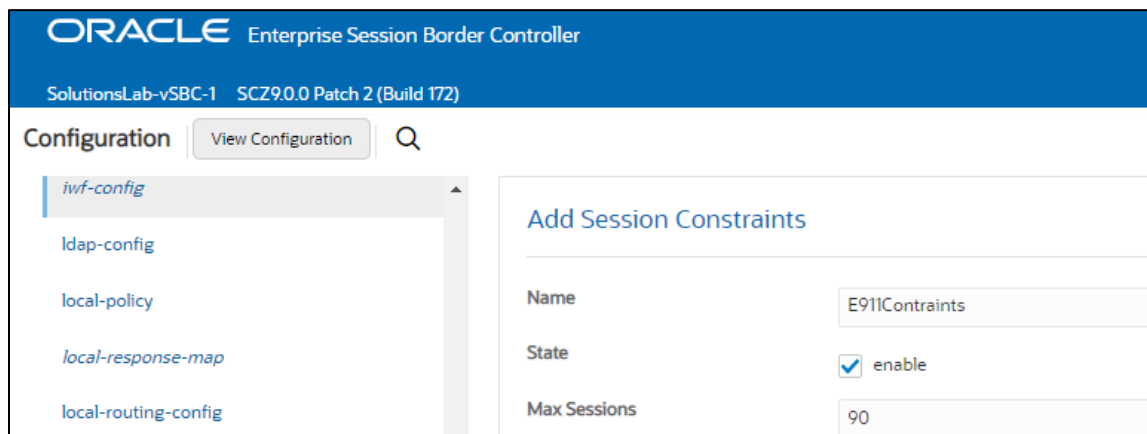 ORACLE Enterprise Session Border Controller
SolutionsLab-vSBC-1 SCZ9.0.0 Patch 2 (Build 172)
Configuration View Configuration
iwf-config
ldap-config
local-policy
local-response-map
local-routing-config
Add Session Constraints
Name E911Contraints
State enable
Max Sessions 90